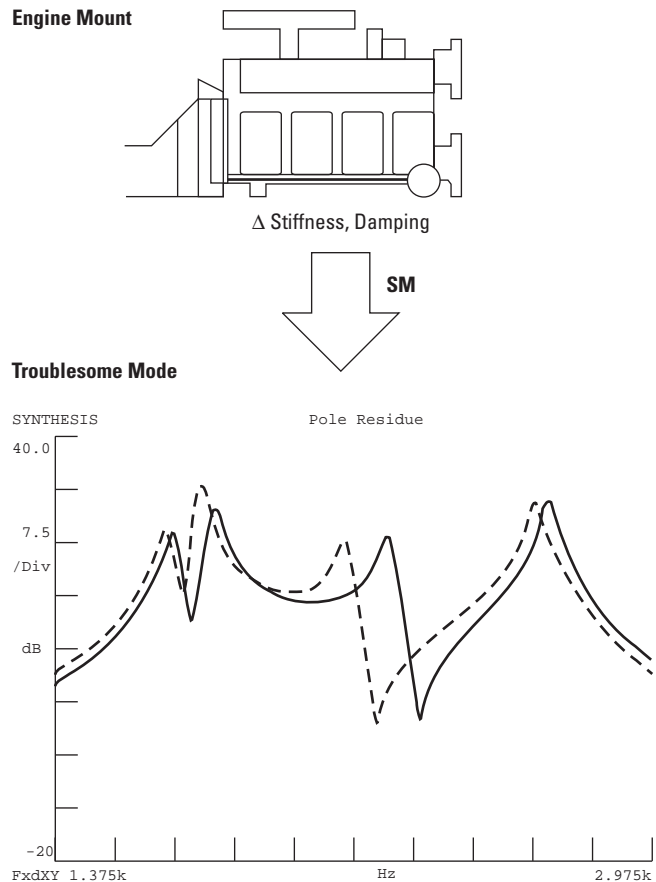 Engine Mount
Δ Stiffness, Damping
SM
Troublesome Mode
SYNTHESIS Pole Residue
40.0
7.5
/Div
dB
-20
FxdXY 1.375k Hz 2.975k